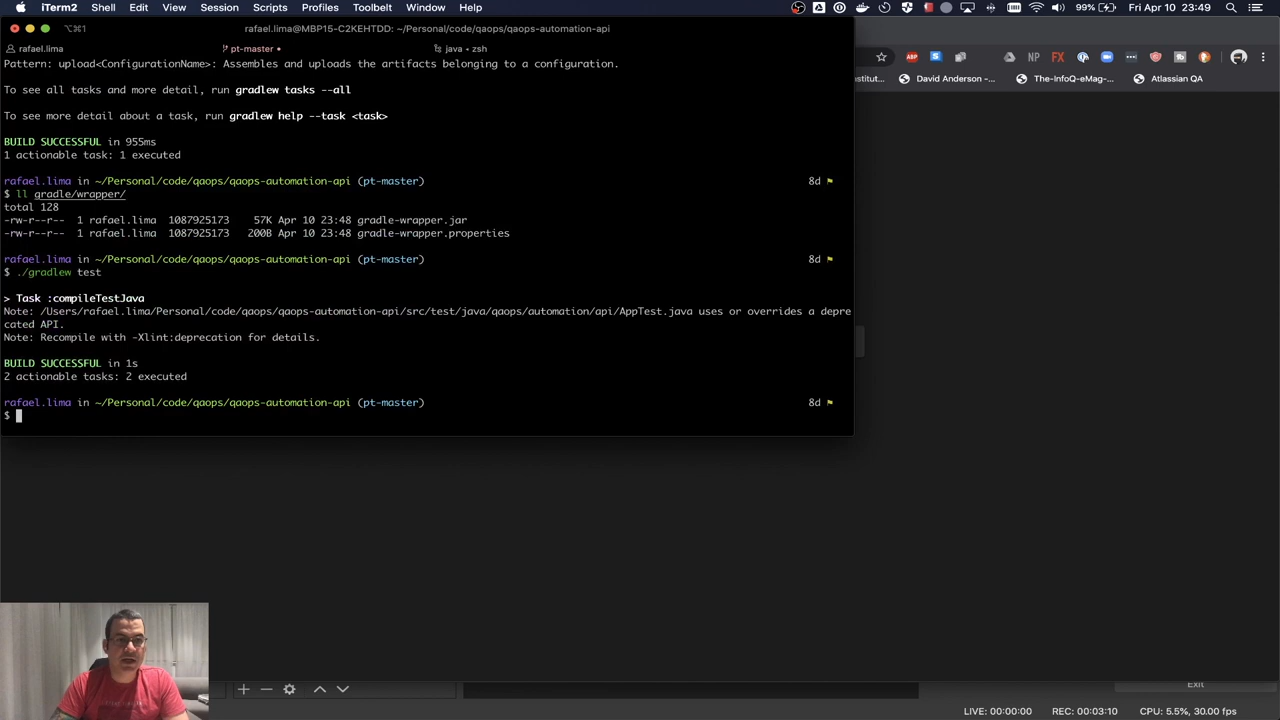 iTerm2 Shell Edit View Session Scripts Profiles Toolbelt Window Help 99% Fri Apr 10 23:49
⌥⌘1 rafael.lima@MBP15-C2KEHTDD: ~/Personal/code/qaops/qaops-automation-api
rafael.lima pt-master java • zsh
Pattern: upload<ConfigurationName>: Assembles and uploads the artifacts belonging to a configuration.
To see all tasks and more detail, run gradlew tasks --all
To see more detail about a task, run gradlew help --task <task>
BUILD SUCCESSFUL in 955ms
1 actionable task: 1 executed
rafael.lima in ~/Personal/code/qaops/qaops-automation-api (pt-master) 8d
$ ll gradle/wrapper/
total 128
-rw-r--r-- 1 rafael.lima 1087925173 57K Apr 10 23:48 gradle-wrapper.jar
-rw-r--r-- 1 rafael.lima 1087925173 200B Apr 10 23:48 gradle-wrapper.properties
rafael.lima in ~/Personal/code/qaops/qaops-automation-api (pt-master) 8d
$ ./gradlew test
> Task :compileTestJava
Note: /Users/rafael.lima/Personal/code/qaops/qaops-automation-api/src/test/java/qaops/automation/api/AppTest.java uses or overrides a depre
cated API.
Note: Recompile with -Xlint:deprecation for details.
BUILD SUCCESSFUL in 1s
2 actionable tasks: 2 executed
rafael.lima in ~/Personal/code/qaops/qaops-automation-api (pt-master) 8d
$
ABP NP FX
stitut... David Anderson -... The-InfoQ-eMag-... Atlassian QA
Exit
LIVE: 00:00:00 REC: 00:03:10 CPU: 5.5%, 30.00 fps